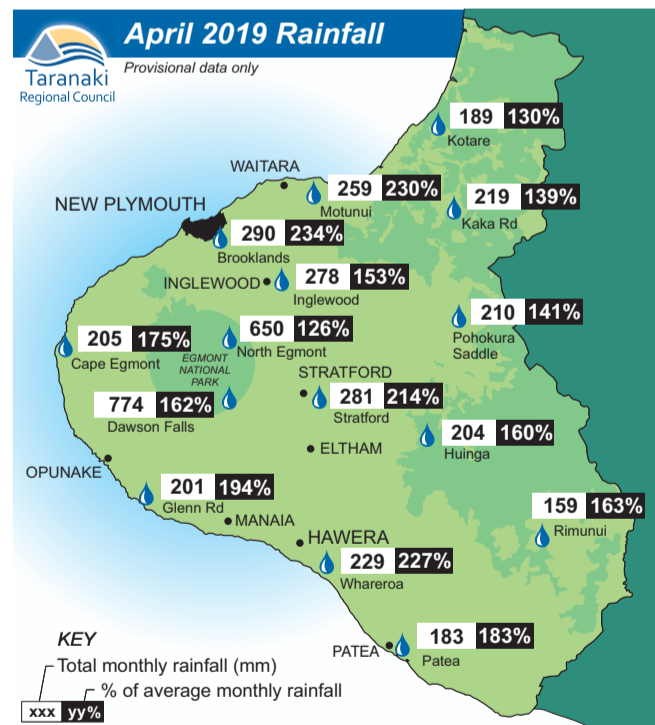 April 2019 Rainfall
Taranaki
Regional Council
Provisional data only
189 130%
Kotare
WAITARA
259 230%
Motunui
219 139%
Kaka Rd
NEW PLYMOUTH
290 234%
Brooklands
INGLEWOOD
278 153%
Inglewood
210 141%
Pohokura
Saddle
205 175%
Cape Egmont
650 126%
North Egmont
EGMONT
NATIONAL
PARK
STRATFORD
774 162%
Dawson Falls
281 214%
Stratford
204 160%
Huinga
ELTHAM
OPUNAKE
201 194%
Glenn Rd
159 163%
Rimunui
MANAIA
HAWERA
229 227%
Whareroa
183 183%
PATEA
Patea
KEY
Total monthly rainfall (mm)
% of average monthly rainfall
xxx yy%